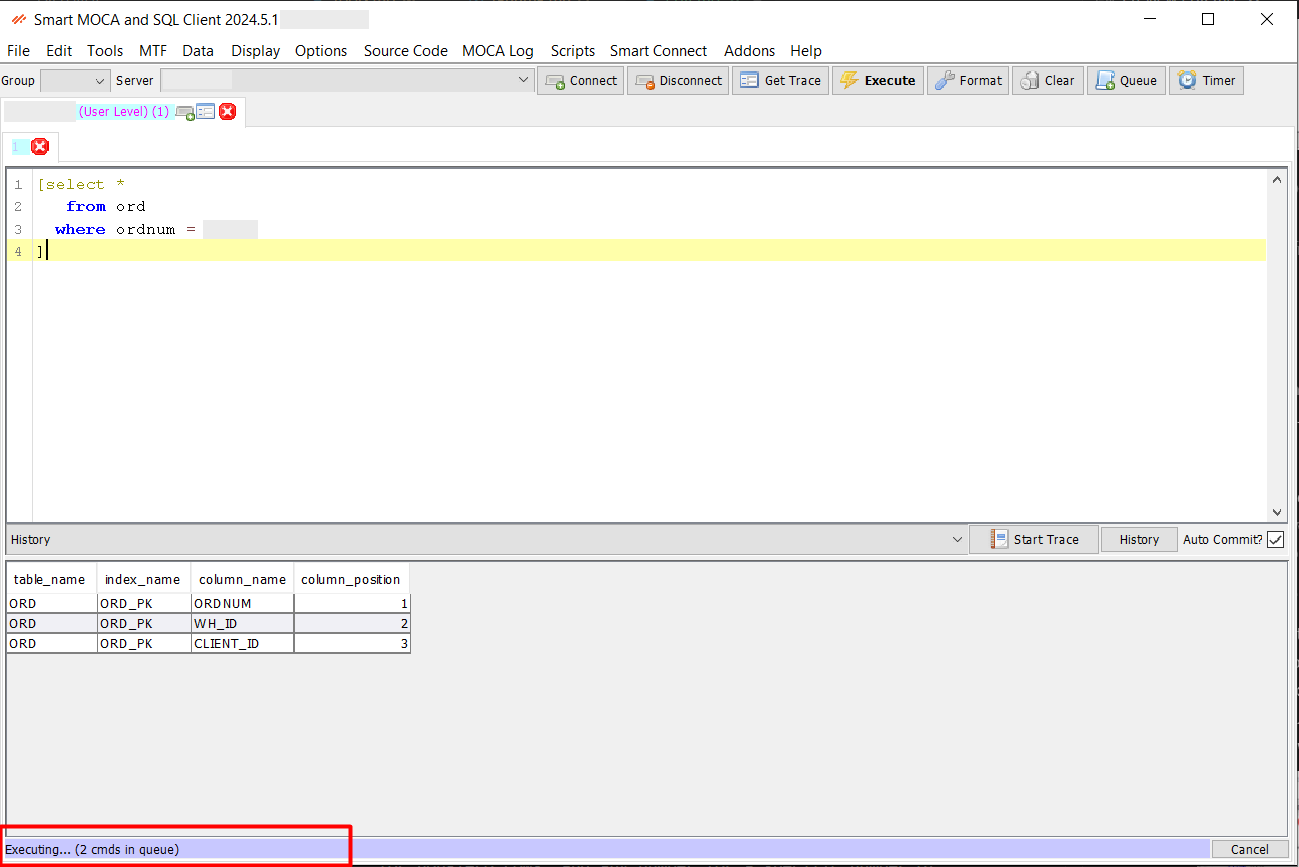 Smart MOCA and SQL Client 2024.5.1
File Edit Tools MTF Data Display Options Source Code MOCA Log Scripts Smart Connect Addons Help
Group Server Connect Disconnect Get Trace Execute Format Clear Queue Timer
(User Level) (1)
1
1 [select *
2 from ord
3 where ordnum =
4 ]
History Start Trace History Auto Commit?
table_name index_name column_name column_position
ORD ORD_PK ORDNUM 1
ORD ORD_PK WH_ID 2
ORD ORD_PK CLIENT_ID 3
Executing... (2 cmds in queue) Cancel